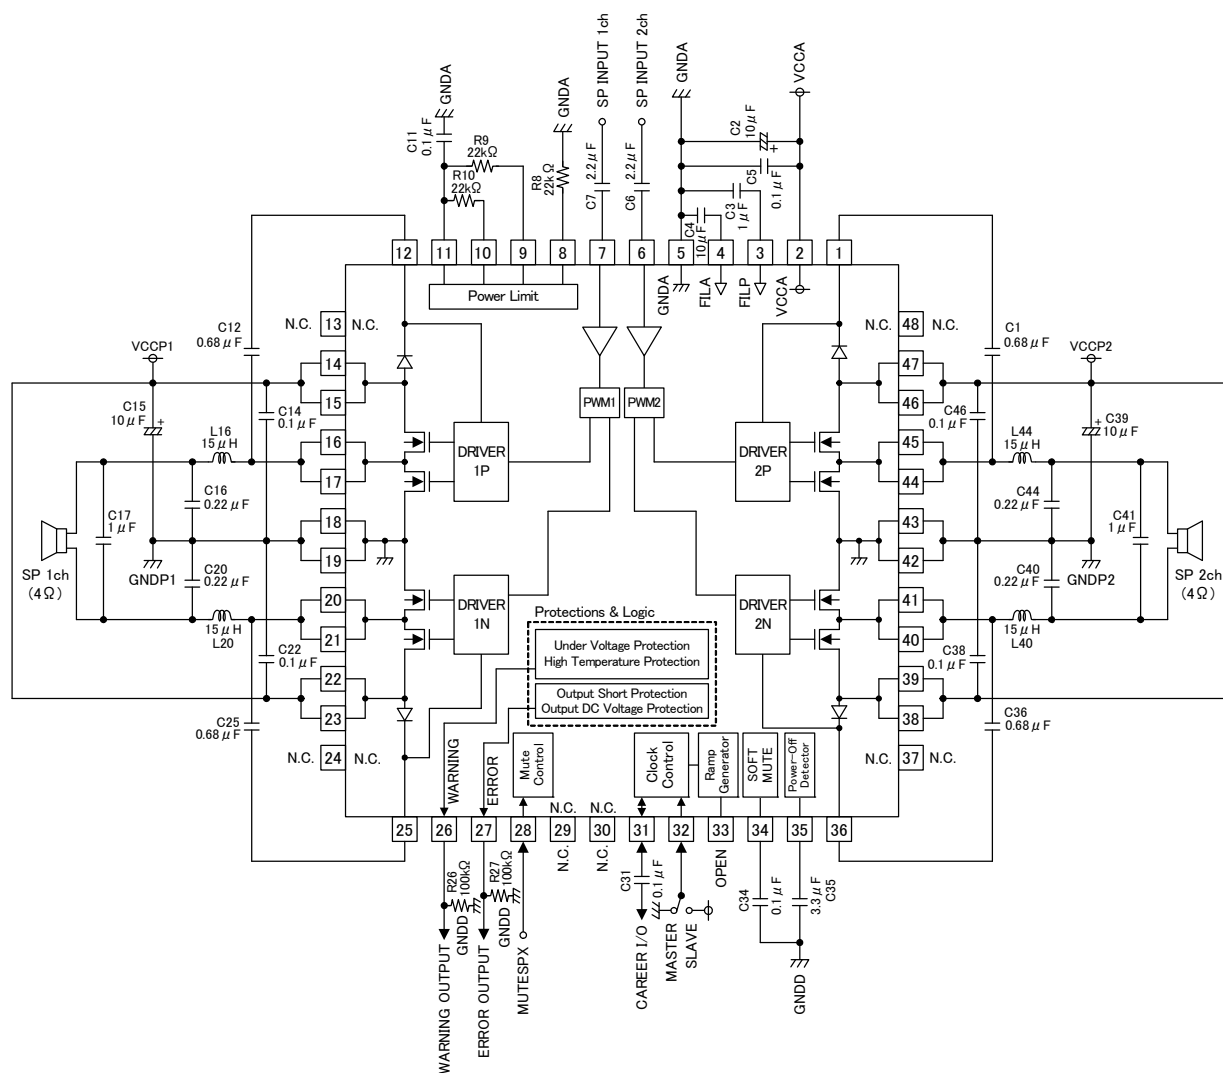 SP INPUT 1ch
SP INPUT 2ch
GNDA
VCCA
GNDA
C11
0.1μF
R9
22kΩ
R10
22kΩ
GNDA
R8
22kΩ
2.2μF
C7
2.2μF
C6
C2
10μF
+
C5
0.1μF
C3
1μF
C4
10μF
12
11
10
9
8
7
6
5
4
3
2
1
Power Limit
GNDA
FILA
FILP
VCCA
N.C.
13
N.C.
N.C.
48
N.C.
C12
0.68μF
C1
0.68μF
VCCP1
VCCP2
14
15
16
17
18
19
20
21
22
23
N.C.
24
N.C.
47
46
45
44
43
42
41
40
39
38
N.C.
37
N.C.
PWM1
PWM2
DRIVER
1P
DRIVER
2P
DRIVER
1N
DRIVER
2N
C15
10μF
+
C14
0.1μF
L16
15μH
C16
0.22μF
C17
1μF
SP 1ch
(4Ω)
GNDP1
C20
0.22μF
15μH
L20
C22
0.1μF
C25
0.68μF
C46
0.1μF
+
C39
10μF
L44
15μH
C44
0.22μF
C41
1μF
SP 2ch
(4Ω)
GNDP2
C40
0.22μF
15μH
L40
C38
0.1μF
C36
0.68μF
Protections & Logic
Under Voltage Protection
High Temperature Protection
Output Short Protection
Output DC Voltage Protection
WARNING
ERROR
Mute
Control
Clock
Control
Ramp
Generator
SOFT
MUTE
Power-Off
Detector
N.C.
N.C.
25
26
27
28
29
30
31
32
33
34
35
36
N.C.
N.C.
OPEN
R26
100kΩ
GNDD
R27
100kΩ
GNDD
C31
0.1μF
C34
0.1μF
3.3μF
C35
WARNING OUTPUT
ERROR OUTPUT
MUTESPX
CAREER I/O
MASTER
SLAVE
GNDD